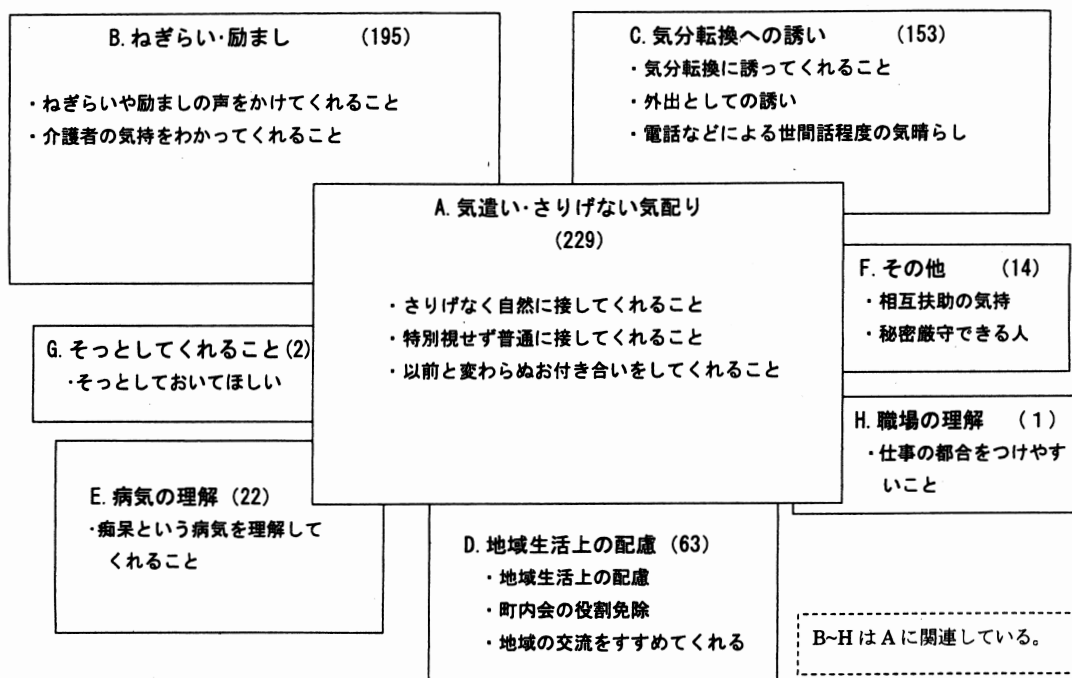 B. ねぎらい・励まし (195)
・ねぎらいや励ましの声をかけてくれること
・介護者の気持をわかってくれること
C. 気分転換への誘い (153)
・気分転換に誘ってくれること
・外出としての誘い
・電話などによる世間話程度の気晴らし
A. 気遣い・さりげない気配り
(229)
・さりげなく自然に接してくれること
・特別視せず普通に接してくれること
・以前と変わらぬお付き合いをしてくれること
F. その他 (14)
・相互扶助の気持
・秘密厳守できる人
G. そっとしてくれること(2)
・そっとしておいてほしい
H. 職場の理解 (1)
・仕事の都合をつけやす
いこと
E. 病気の理解 (22)
・痴呆という病気を理解して
くれること
D. 地域生活上の配慮 (63)
・地域生活上の配慮
・町内会の役割免除
・地域の交流をすすめてくれる
B~H は A に関連している。